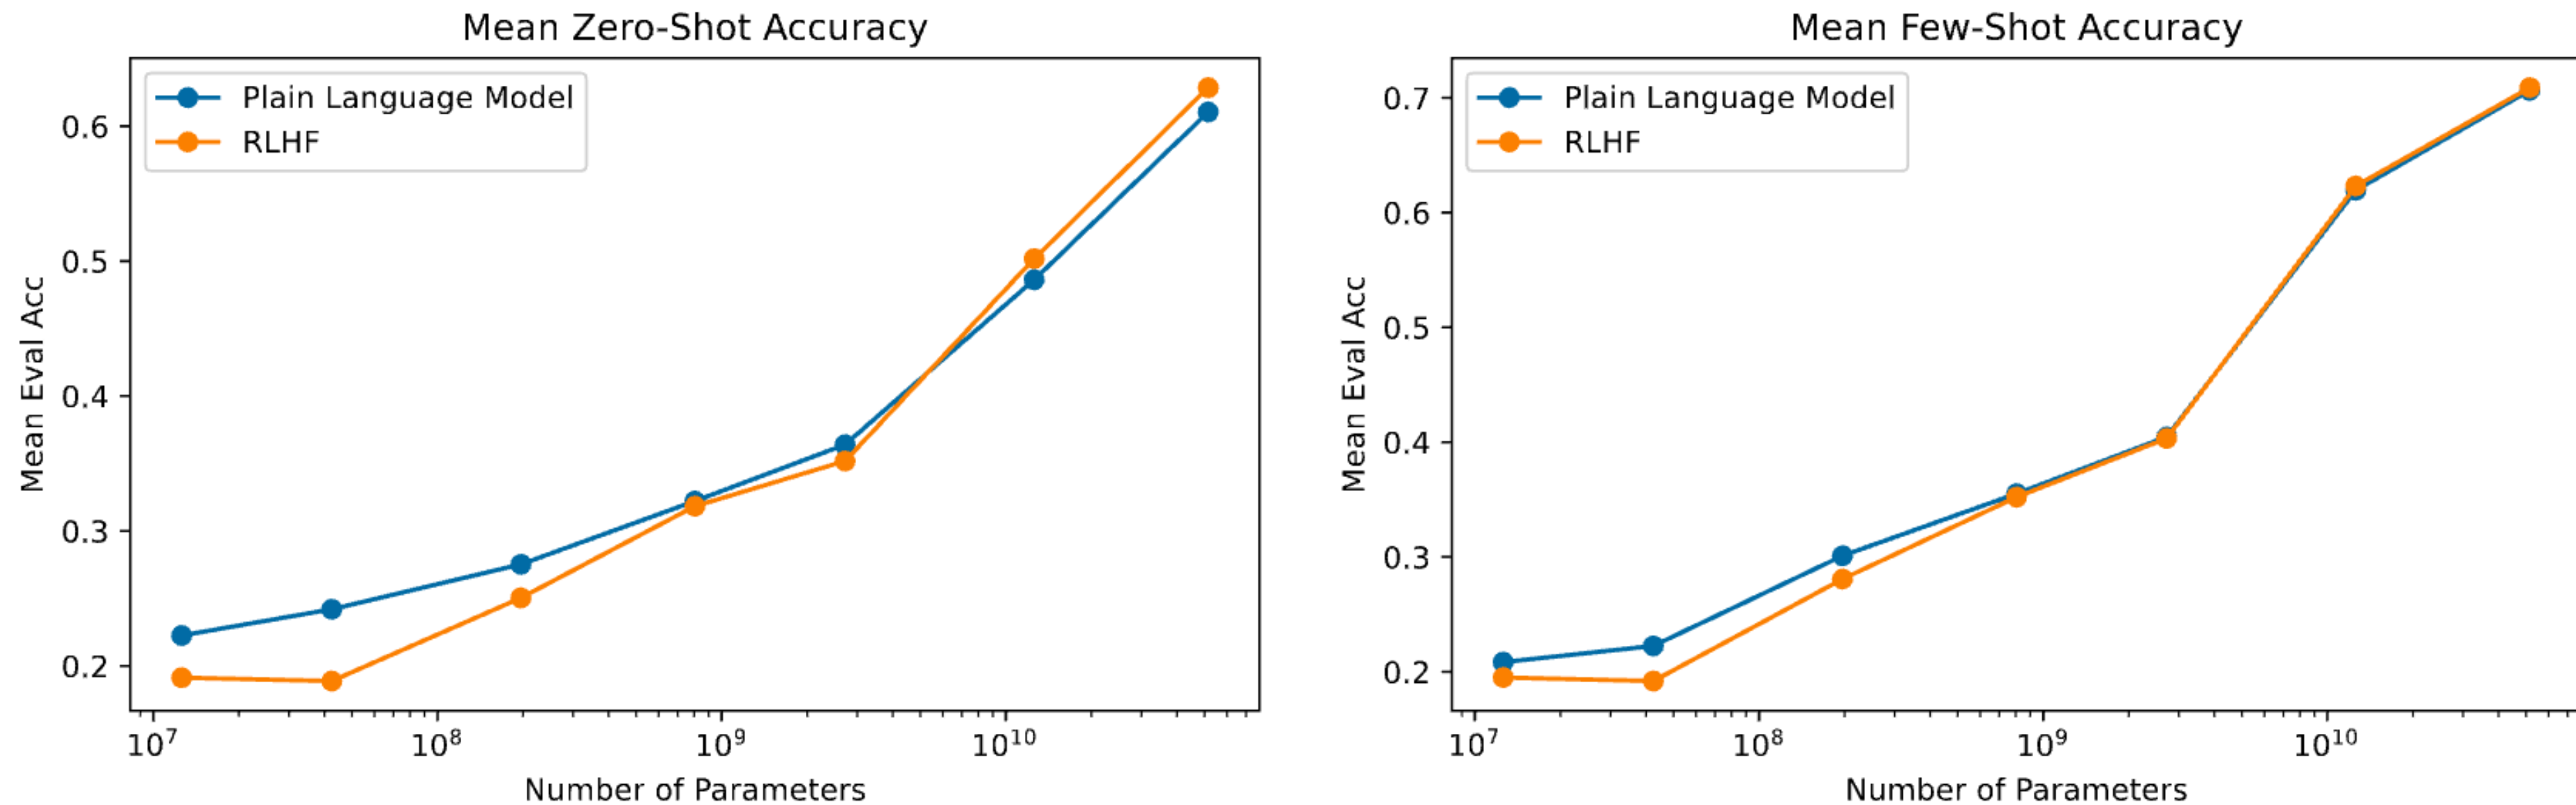 Mean Zero-Shot Accuracy
Plain Language Model
RLHF
0.6
0.5
0.4
0.3
0.2
Mean Eval Acc
10⁷
10⁸
10⁹
10¹⁰
Number of Parameters
Mean Few-Shot Accuracy
Plain Language Model
RLHF
0.7
0.6
0.5
0.4
0.3
0.2
Mean Eval Acc
10⁷
10⁸
10⁹
10¹⁰
Number of Parameters